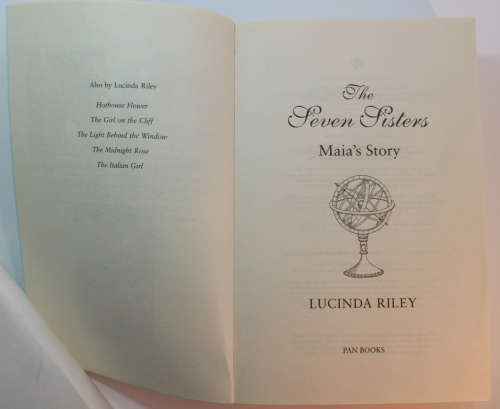 Also by Lucinda Riley
Hothouse Flower
The Girl on the Cliff
The Light Behind the Window
The Midnight Rose
The Italian Girl
The
Seven Sisters
Maia's Story
LUCINDA RILEY
PAN BOOKS